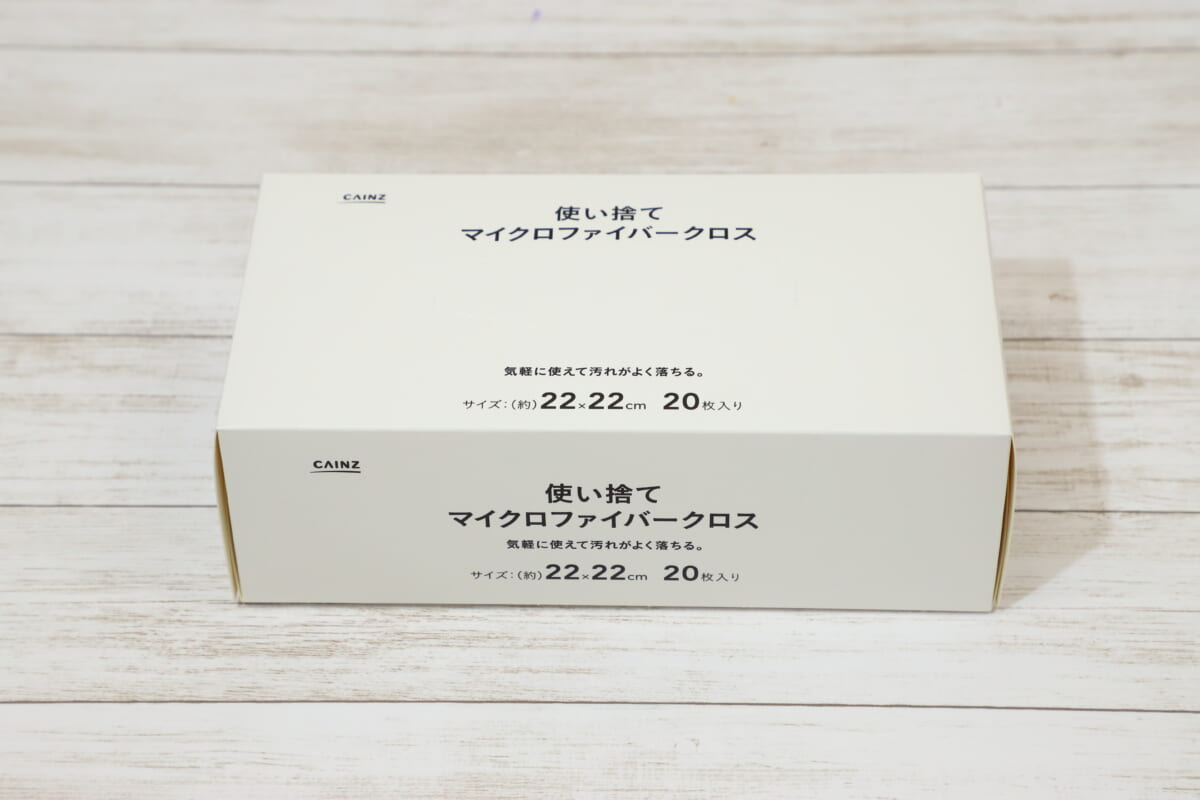 CAINZ
使い捨て
マイクロファイバークロス
気軽に使えて汚れがよく落ちる。
サイズ:(約)22×22cm 20枚入り
CAINZ
使い捨て
マイクロファイバークロス
気軽に使えて汚れがよく落ちる。
サイズ:(約)22×22cm 20枚入り